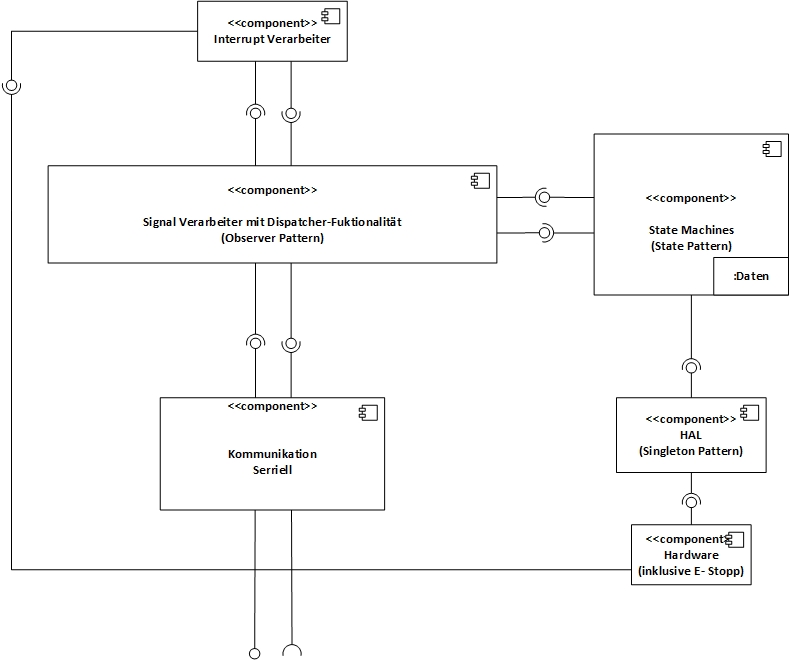 <<component>>
Interrupt Verarbeiter
<<component>>
Signal Verarbeiter mit Dispatcher-Fuktionalität
(Observer Pattern)
<<component>>
State Machines
(State Pattern)
:Daten
<<component>>
Kommunikation
Serriell
<<component>>
HAL
(Singleton Pattern)
<<component>>
Hardware
(inklusive E- Stopp)